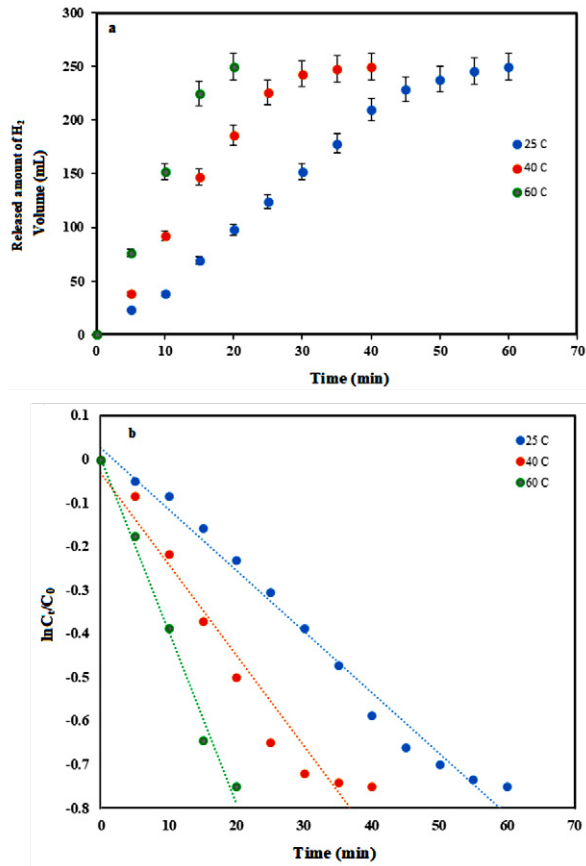 a
300
250
200
150
100
50
0
Released amount of H₂
Volume (mL)
25 C
40 C
60 C
0 10 20 30 40 50 60 70
Time (min)
b
0.1
0
-0.1
-0.2
-0.3
-0.4
-0.5
-0.6
-0.7
-0.8
lnCₜ/C₀
25 C
40 C
60 C
0 10 20 30 40 50 60 70
Time (min)